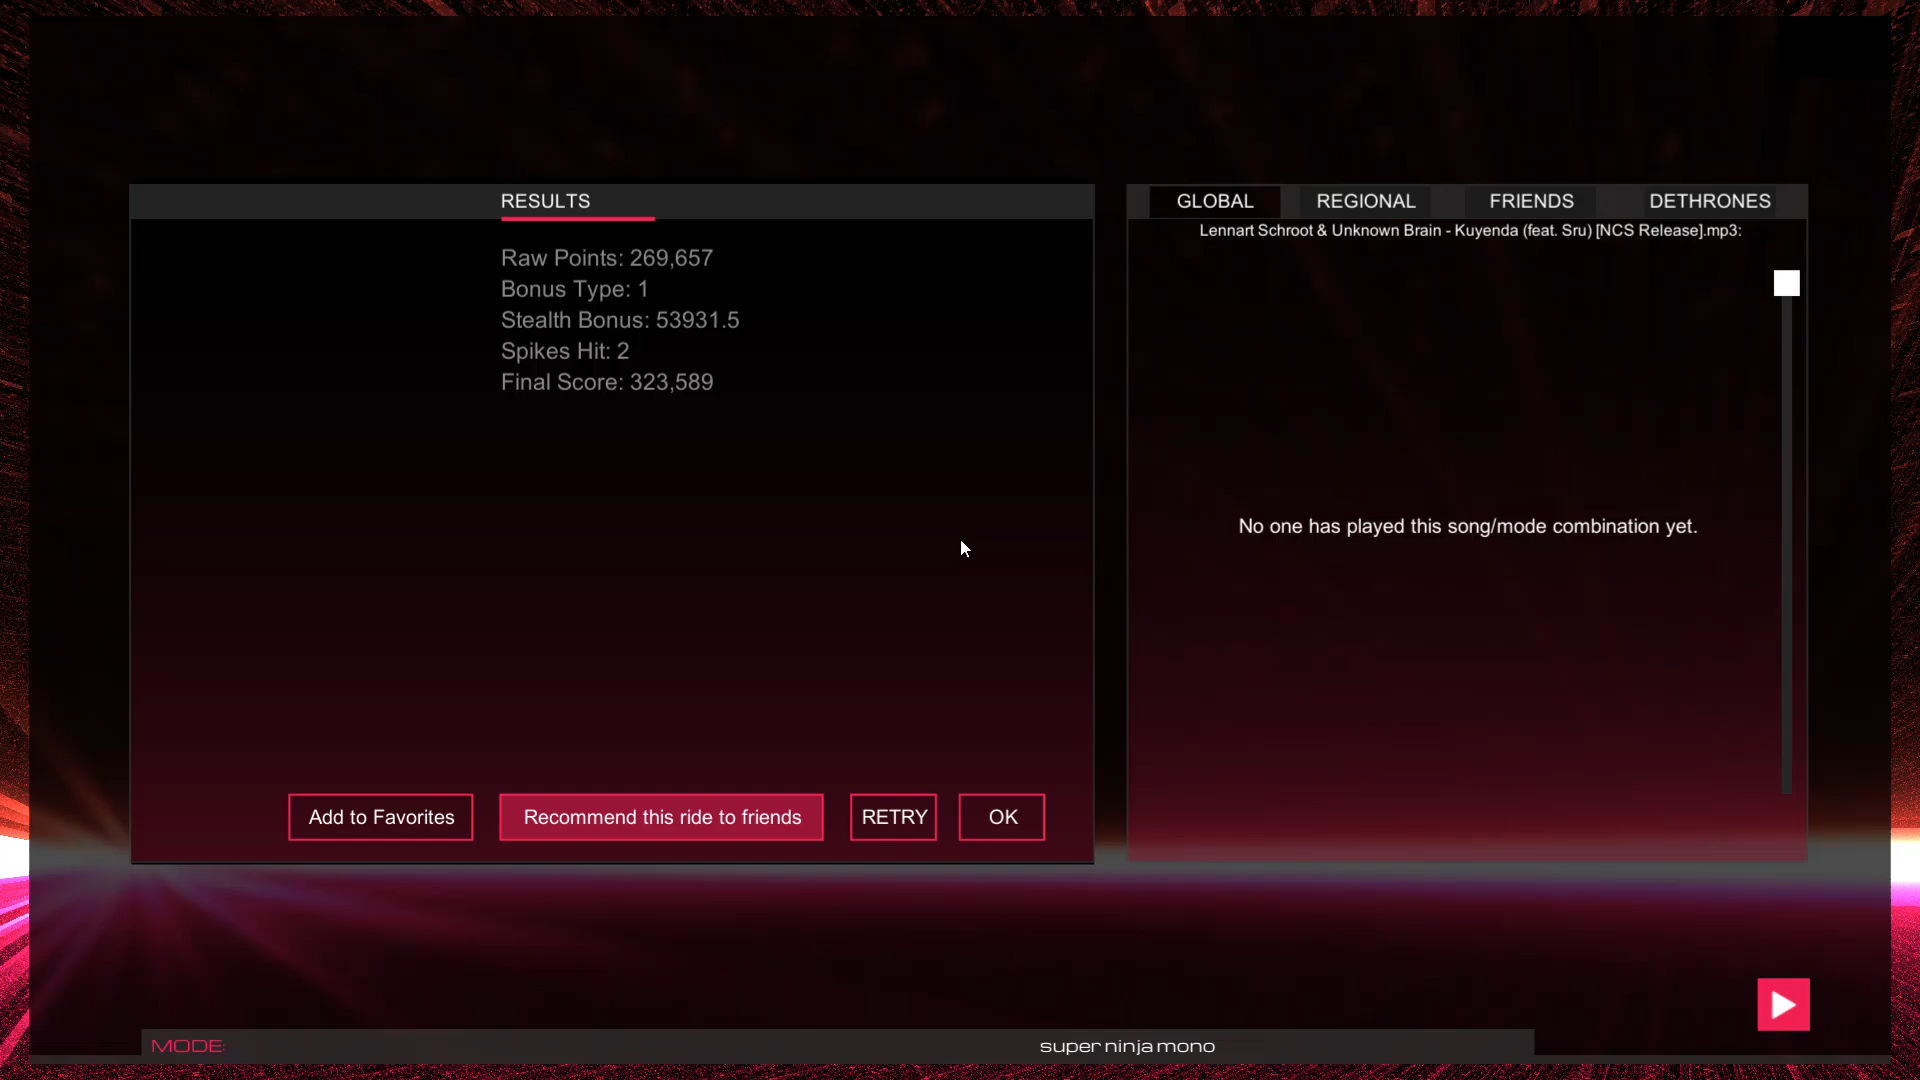 RESULTS
Raw Points: 269,657
Bonus Type: 1
Stealth Bonus: 53931.5
Spikes Hit: 2
Final Score: 323,589
Add to Favorites
Recommend this ride to friends
RETRY
OK
GLOBAL REGIONAL FRIENDS DETHRONES
Lennart Schroot & Unknown Brain - Kuyenda (feat. Sru) [NCS Release].mp3:
No one has played this song/mode combination yet.
MODE: super ninja mono